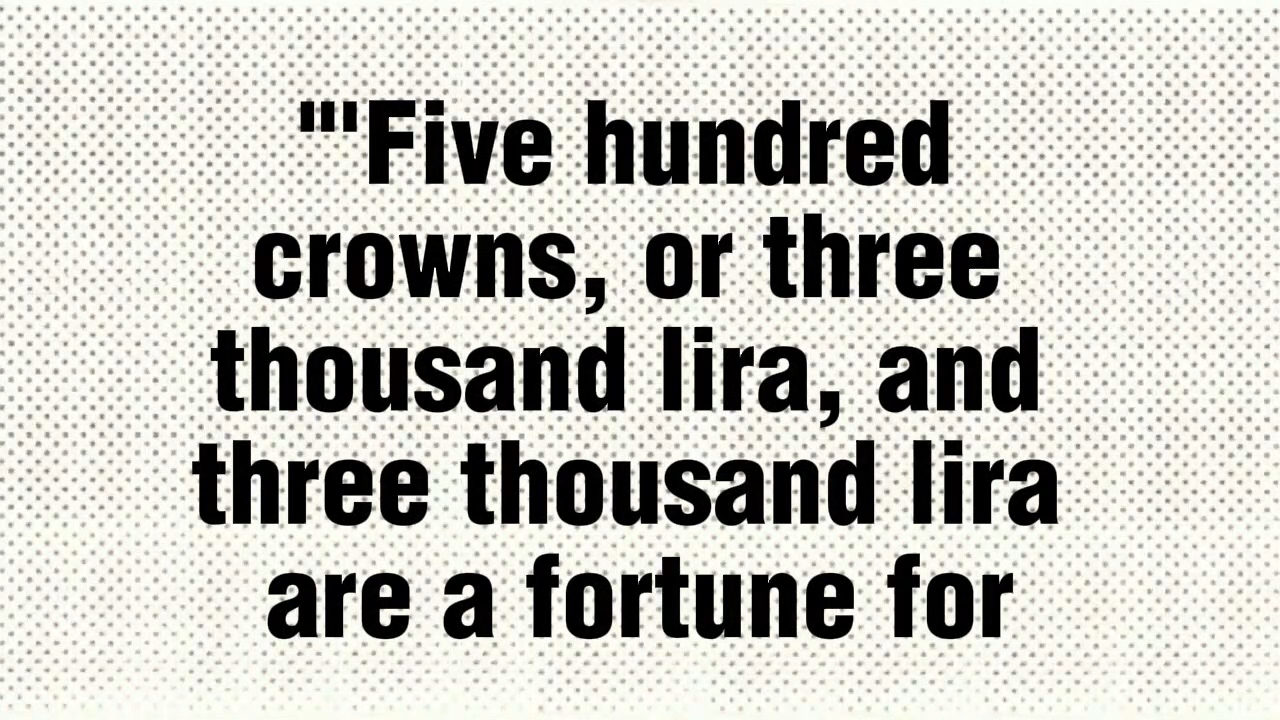 "'Five hundred
crowns, or three
thousand lira, and
three thousand lira
are a fortune for